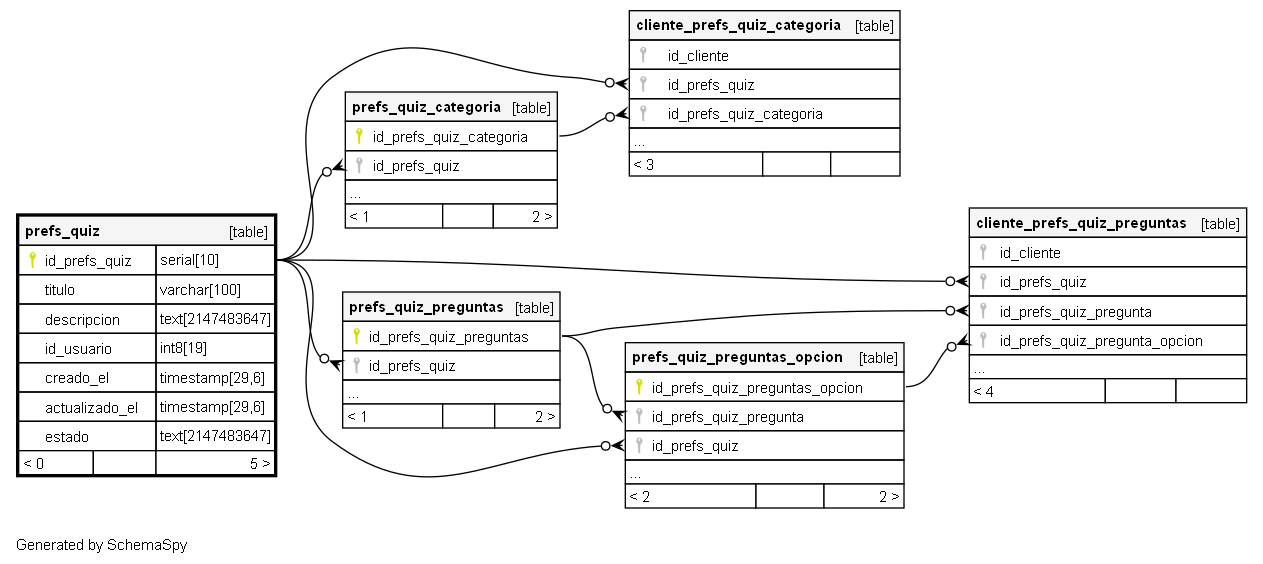 cliente_prefs_quiz_categoria [table]
id_cliente
id_prefs_quiz
id_prefs_quiz_categoria
...
< 3
prefs_quiz_categoria [table]
id_prefs_quiz_categoria
id_prefs_quiz
...
< 1 2 >
prefs_quiz [table]
id_prefs_quiz serial[10]
titulo varchar[100]
descripcion text[2147483647]
id_usuario int8[19]
creado_el timestamp[29,6]
actualizado_el timestamp[29,6]
estado text[2147483647]
< 0 5 >
prefs_quiz_preguntas [table]
id_prefs_quiz_preguntas
id_prefs_quiz
...
< 1 2 >
prefs_quiz_preguntas_opcion [table]
id_prefs_quiz_preguntas_opcion
id_prefs_quiz_pregunta
id_prefs_quiz
...
< 2 2 >
cliente_prefs_quiz_preguntas [table]
id_cliente
id_prefs_quiz
id_prefs_quiz_pregunta
id_prefs_quiz_pregunta_opcion
...
< 4
Generated by SchemaSpy